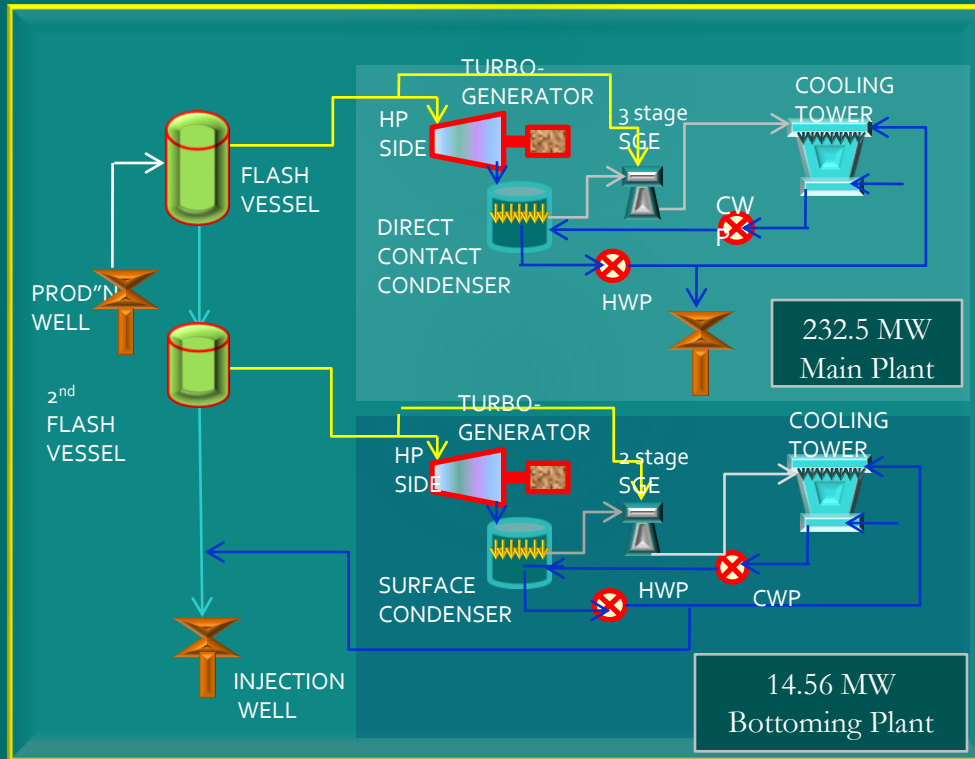 TURBO-
GENERATOR
HP
SIDE
3 stage
SGE
COOLING
TOWER
FLASH
VESSEL
DIRECT
CONTACT
CONDENSER
CW
P
HWP
PROD"N
WELL
232.5 MW
Main Plant
2nd
FLASH
VESSEL
TURBO-
GENERATOR
HP
SIDE
2 stage
SGE
COOLING
TOWER
SURFACE
CONDENSER
HWP
CWP
INJECTION
WELL
14.56 MW
Bottoming Plant